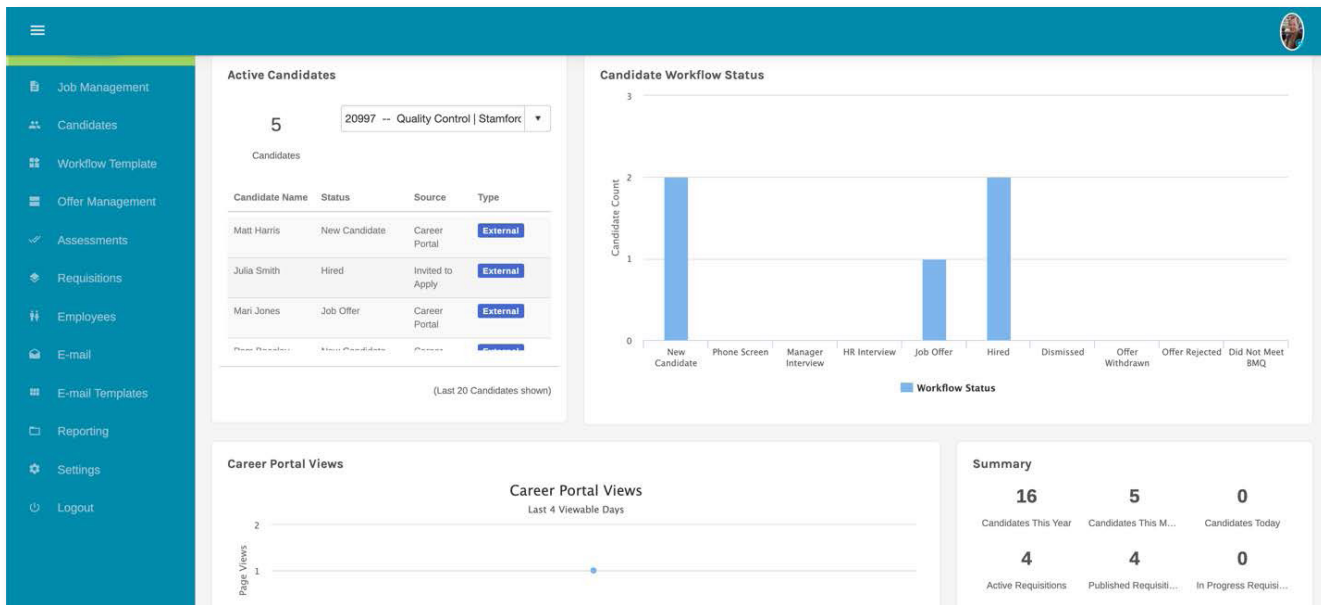 Job Management
Candidates
Workflow Template
Offer Management
Assessments
Requisitions
Employees
E-mail
E-mail Templates
Reporting
Settings
Logout
Active Candidates
5
Candidates
20997 -- Quality Control | Stamford
Candidate Name Status Source Type
Matt Harris New Candidate Career Portal External
Julia Smith Hired Invited to Apply External
Mari Jones Job Offer Career Portal External
New Candidate Career External
(Last 20 Candidates shown)
Candidate Workflow Status
3
2
1
0
Candidate Count
New Candidate
Phone Screen
Manager Interview
HR Interview
Job Offer
Hired
Dismissed
Offer Withdrawn
Offer Rejected
Did Not Meet BMQ
Workflow Status
Career Portal Views
Career Portal Views
Last 4 Viewable Days
2
1
Page Views
Summary
16 5 0
Candidates This Year Candidates This M... Candidates Today
4 4 0
Active Requisitions Published Requisiti... In Progress Requisi...